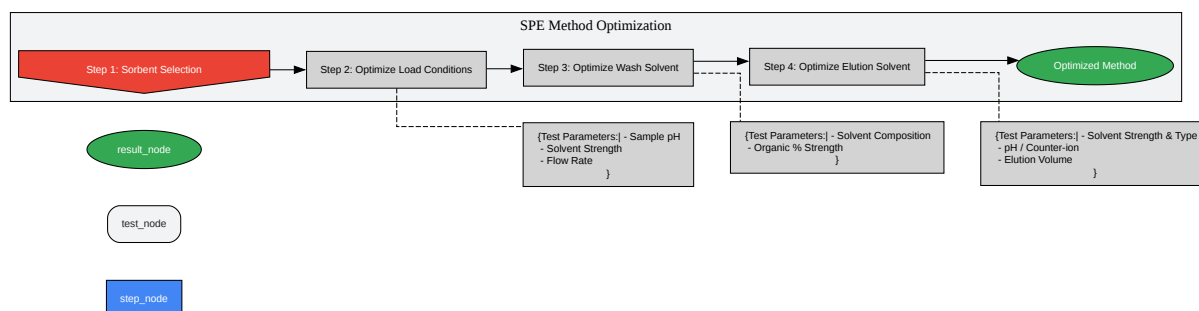 SPE Method Optimization
Step 1: Sorbent Selection
Step 2: Optimize Load Conditions
Step 3: Optimize Wash Solvent
Step 4: Optimize Elution Solvent
Optimized Method
{Test Parameters:| - Sample pH
- Solvent Strength
- Flow Rate
}
{Test Parameters:| - Solvent Composition
- Organic % Strength
}
{Test Parameters:| - Solvent Strength & Type
- pH / Counter-ion
- Elution Volume
}
result_node
test_node
step_node